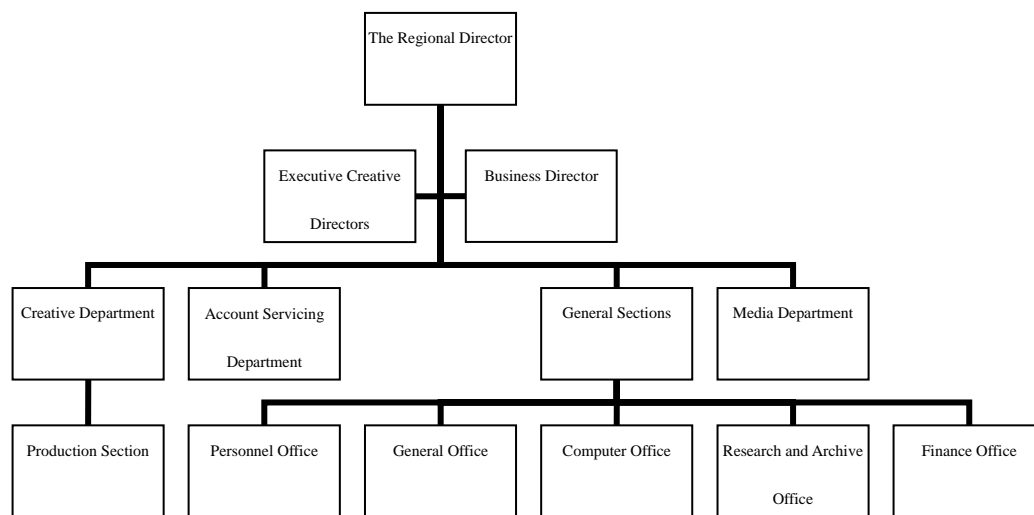 The Regional Director
Executive Creative
Directors
Business Director
Creative Department
Account Servicing
Department
General Sections
Media Department
Production Section
Personnel Office
General Office
Computer Office
Research and Archive
Office
Finance Office